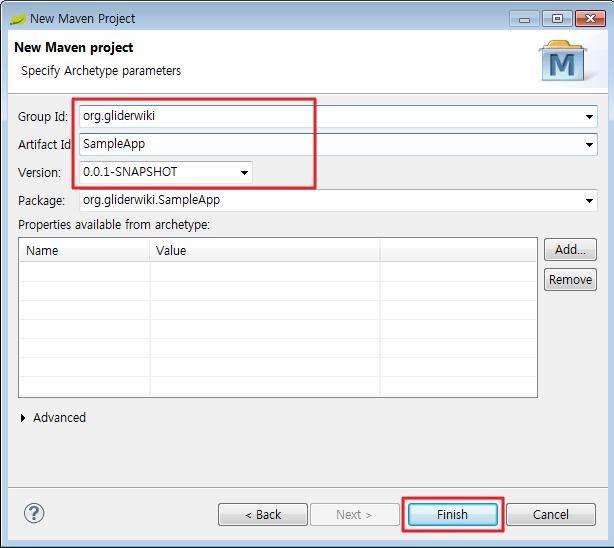 New Maven Project
New Maven project
Specify Archetype parameters
M
Group Id: org.gliderwiki
Artifact Id SampleApp
Version: 0.0.1-SNAPSHOT
Package: org.gliderwiki.SampleApp
Properties available from archetype:
Name Value
Add...
Remove
Advanced
? < Back Next > Finish Cancel